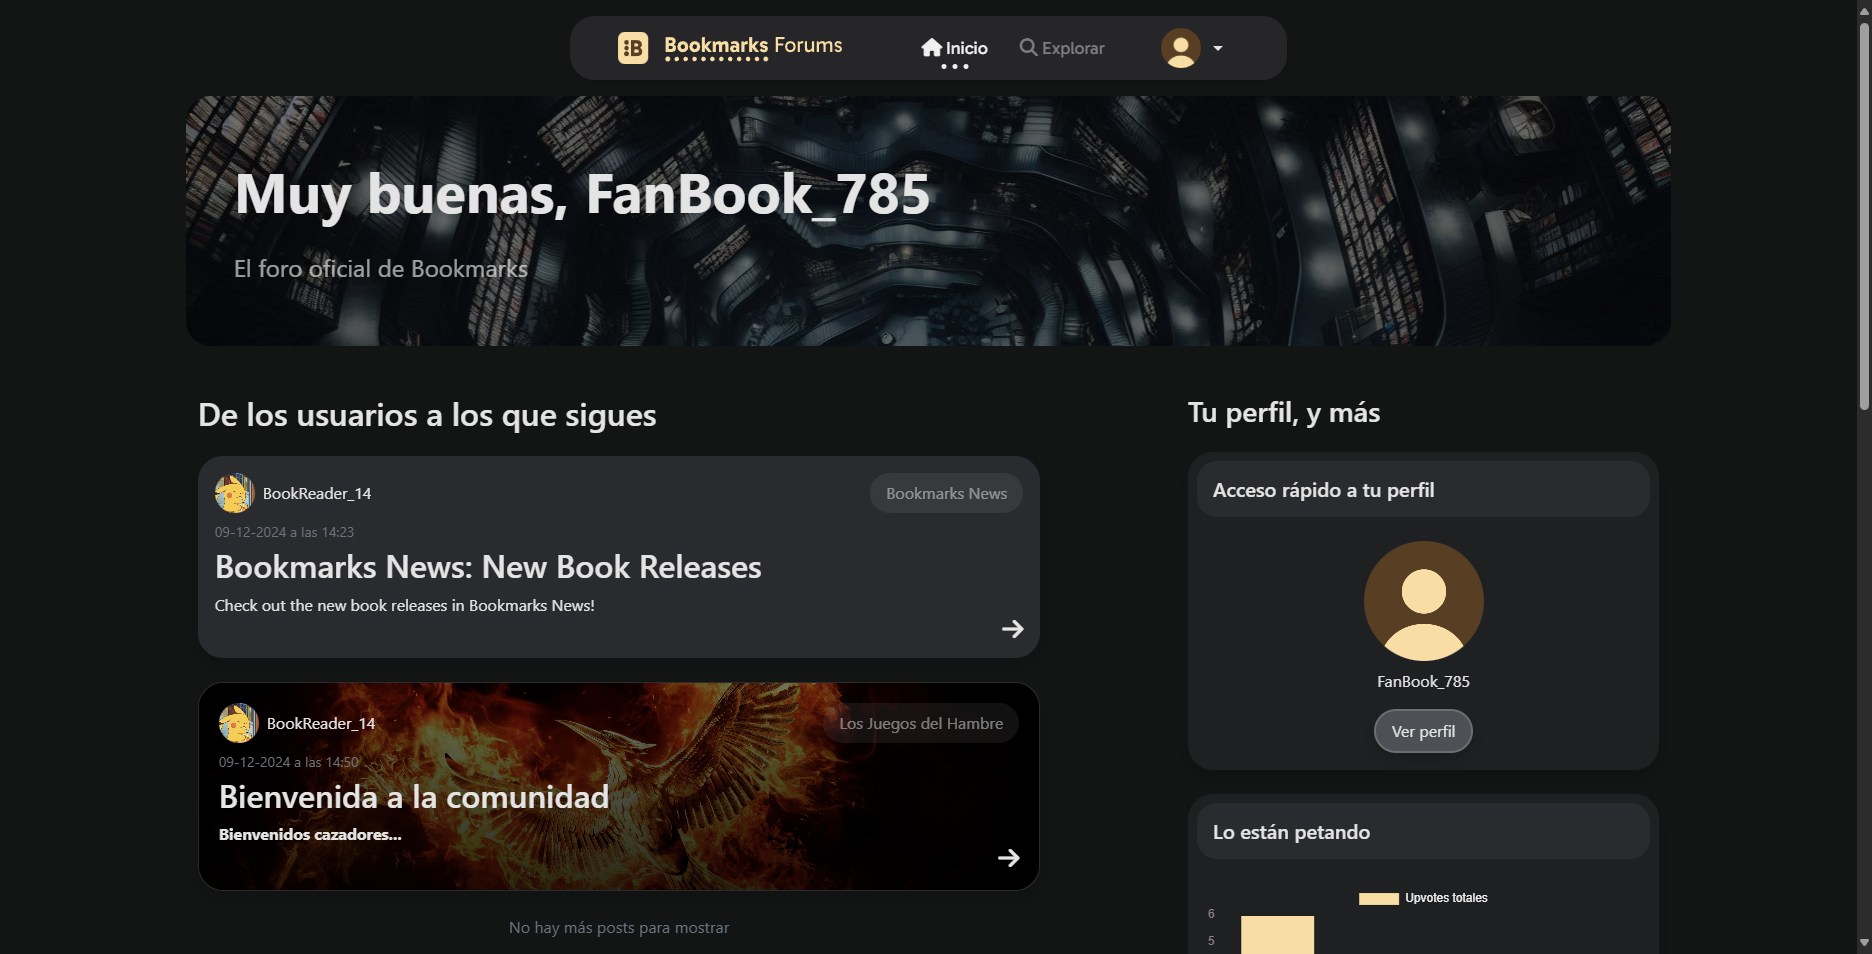 :B Bookmarks Forums
Inicio
Explorar
Muy buenas, FanBook_785
El foro oficial de Bookmarks
De los usuarios a los que sigues
BookReader_14
Bookmarks News
09-12-2024 a las 14:23
Bookmarks News: New Book Releases
Check out the new book releases in Bookmarks News!
BookReader_14
Los Juegos del Hambre
09-12-2024 a las 14:50
Bienvenida a la comunidad
Bienvenidos cazadores...
No hay más posts para mostrar
Tu perfil, y más
Acceso rápido a tu perfil
FanBook_785
Ver perfil
Lo están petando
Upvotes totales
6
5